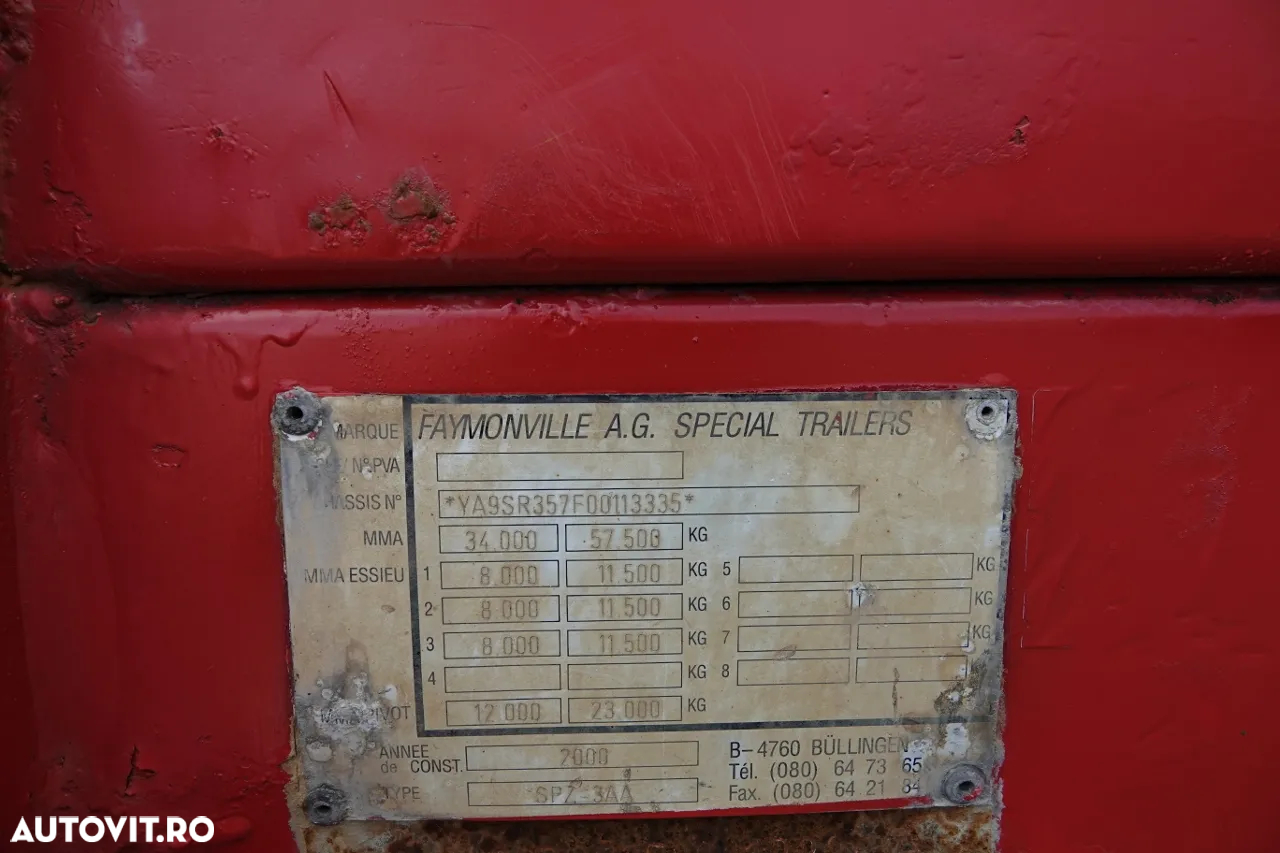 MARQUE FAYMONVILLE A.G. SPECIAL TRAILERS
N° PVA
CHASSIS N° *YA9SR357F00113335*
MMA 34.000 57.500 KG
MMA ESSIEU 1 8.000 11.500 KG 5 KG
2 8.000 11.500 KG 6 KG
3 8.000 11.500 KG 7 KG
4 KG 8
PIVOT 12.000 23.000 KG
ANNEE de CONST. 2000
TYPE SPZ-3AA
B-4760 BÜLLINGEN
Tél. (080) 64 73 65
Fax. (080) 64 21 84
AUTOVIT.RO